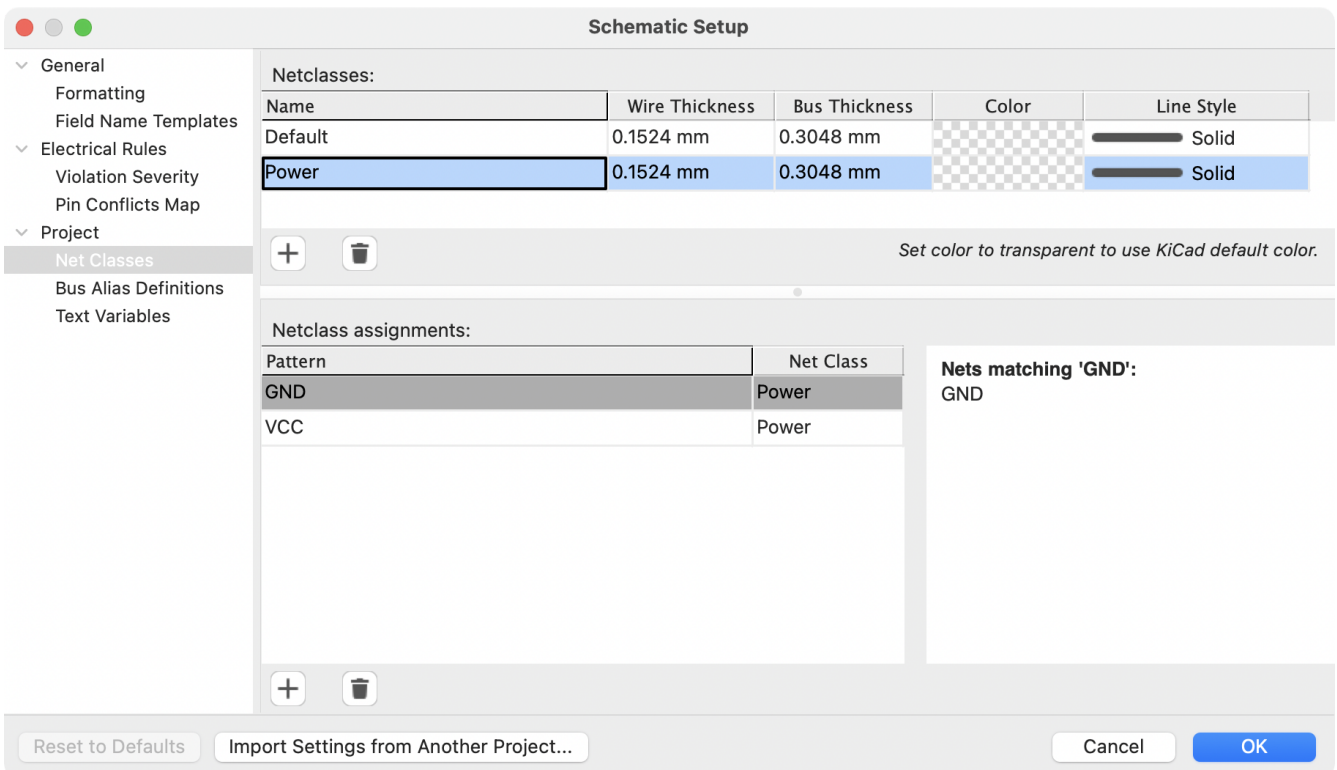 Schematic Setup
General
Formatting
Field Name Templates
Electrical Rules
Violation Severity
Pin Conflicts Map
Project
Net Classes
Bus Alias Definitions
Text Variables
Netclasses:
Name Wire Thickness Bus Thickness Color Line Style
Default 0.1524 mm 0.3048 mm Solid
Power 0.1524 mm 0.3048 mm Solid
Set color to transparent to use KiCad default color.
Netclass assignments:
Pattern Net Class
GND Power
VCC Power
Nets matching 'GND':
GND
Reset to Defaults Import Settings from Another Project... Cancel OK